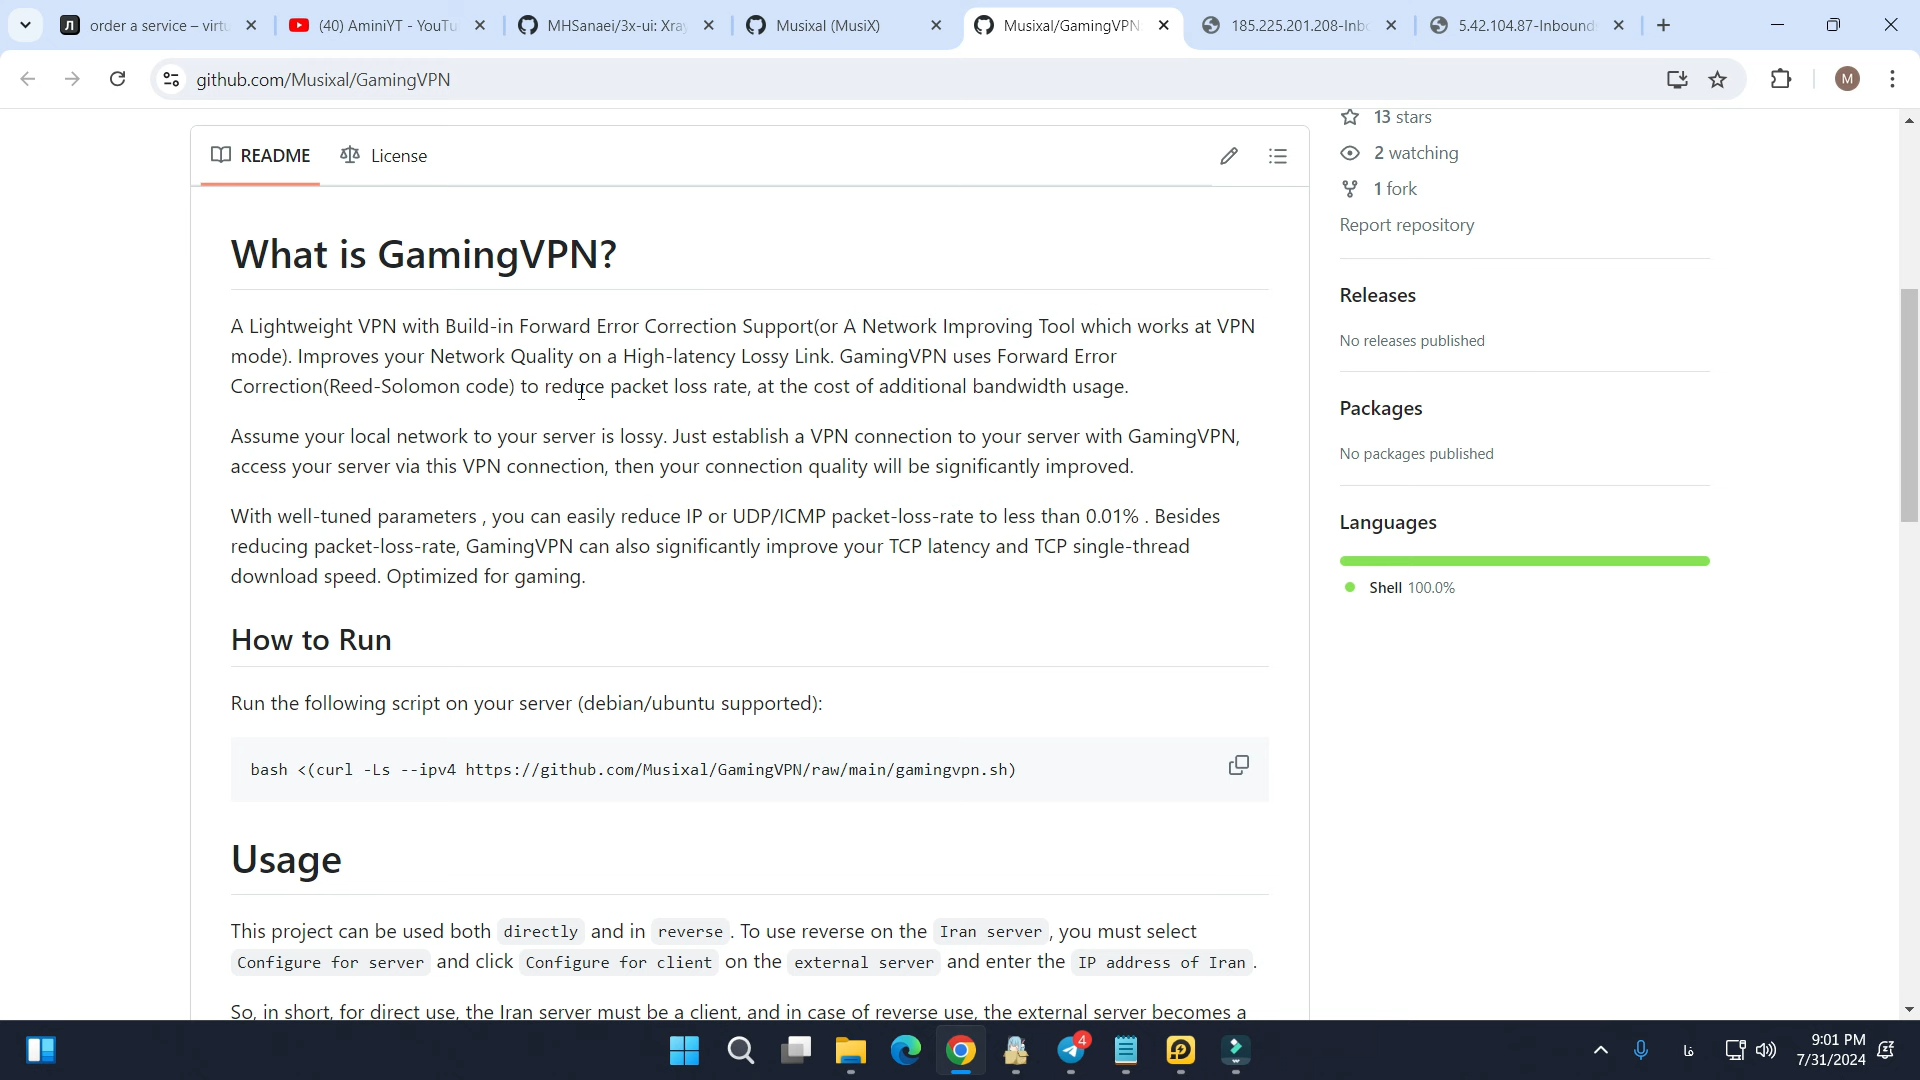 order a service – virtu
(40) AminiYT - YouTu
MHSanaei/3x-ui: Xray
Musixal (MusiX)
Musixal/GamingVPN
185.225.201.208-Inbo
5.42.104.87-Inbounds
github.com/Musixal/GamingVPN
M
README
License
What is GamingVPN?
A Lightweight VPN with Build-in Forward Error Correction Support(or A Network Improving Tool which works at VPN
mode). Improves your Network Quality on a High-latency Lossy Link. GamingVPN uses Forward Error
Correction(Reed-Solomon code) to reduce packet loss rate, at the cost of additional bandwidth usage.
Assume your local network to your server is lossy. Just establish a VPN connection to your server with GamingVPN,
access your server via this VPN connection, then your connection quality will be significantly improved.
With well-tuned parameters , you can easily reduce IP or UDP/ICMP packet-loss-rate to less than 0.01% . Besides
reducing packet-loss-rate, GamingVPN can also significantly improve your TCP latency and TCP single-thread
download speed. Optimized for gaming.
How to Run
Run the following script on your server (debian/ubuntu supported):
bash <(curl -Ls --ipv4 https://github.com/Musixal/GamingVPN/raw/main/gamingvpn.sh)
Usage
This project can be used both directly and in reverse . To use reverse on the Iran server , you must select
Configure for server and click Configure for client on the external server and enter the IP address of Iran .
So, in short, for direct use, the Iran server must be a client, and in case of reverse use, the external server becomes a
13 stars
2 watching
1 fork
Report repository
Releases
No releases published
Packages
No packages published
Languages
Shell 100.0%
4
فا
9:01 PM
7/31/2024